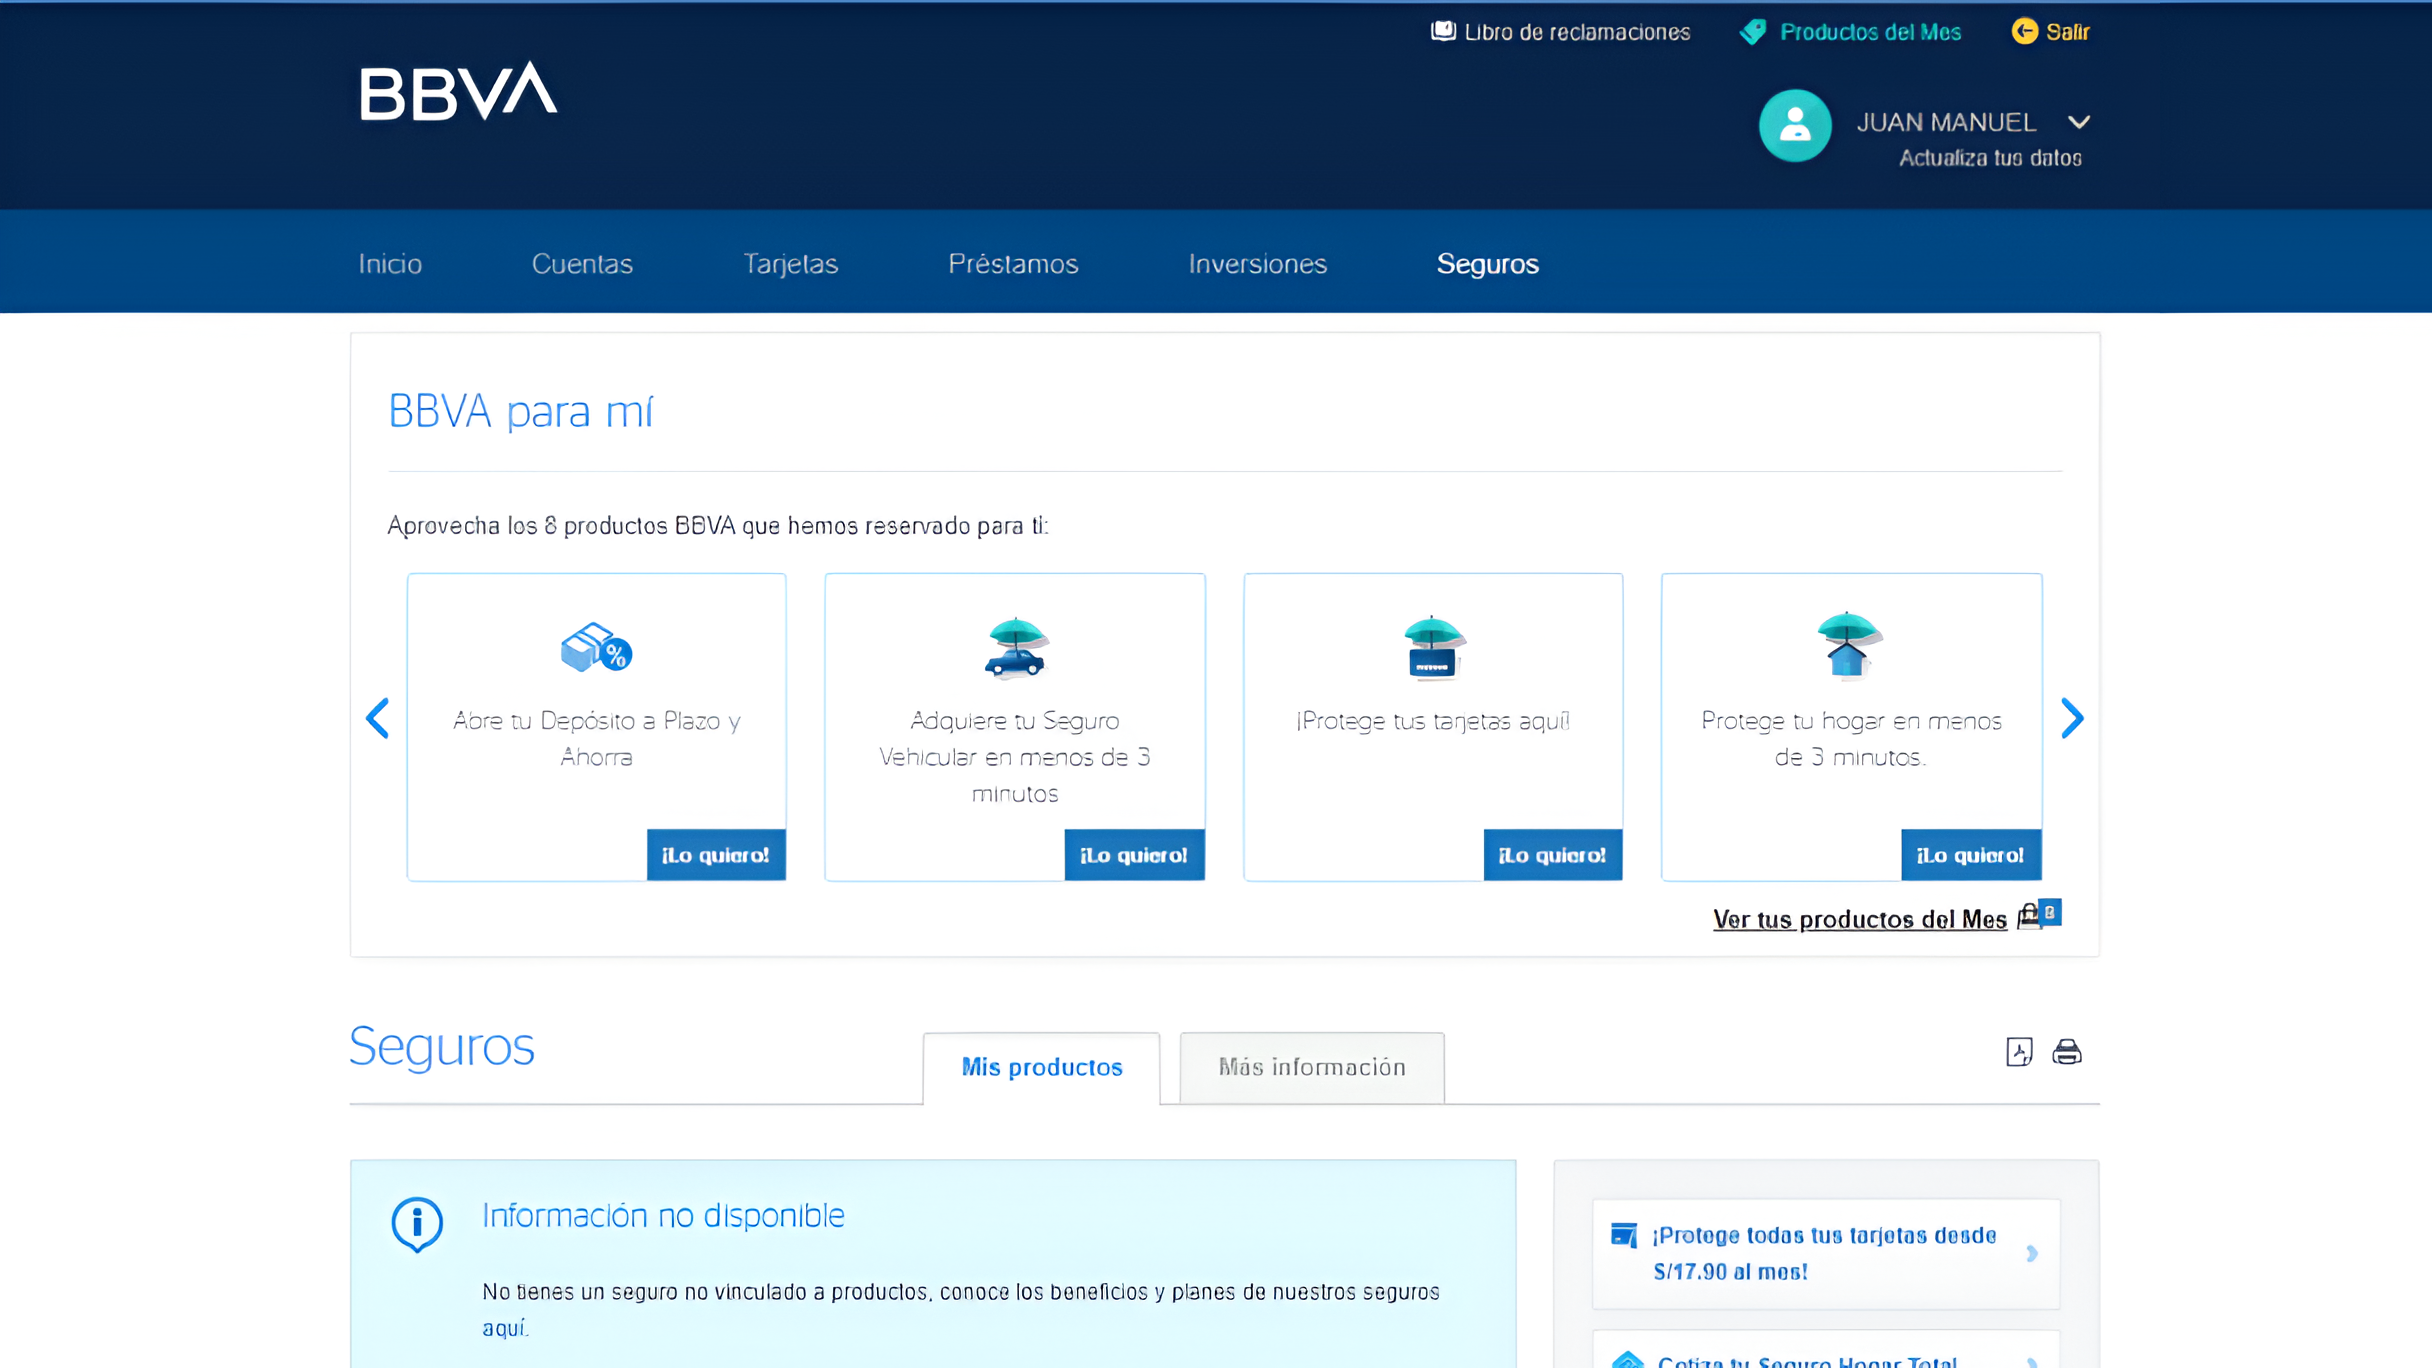 Libro de reclamaciones
Productos del Mes
Salir
BBVA
JUAN MANUEL
Actualiza tus datos
Inicio
Cuentas
Tarjetas
Préstamos
Inversiones
Seguros
BBVA para mí
Aprovecha los 8 productos BBVA que hemos reservado para ti:
%
Abre tu Depósito a Plazo y
Ahorra
¡Lo quiero!
Adquiere tu Seguro
Vehicular en menos de 3
minutos
¡Lo quiero!
¡Protege tus tarjetas aquí!
¡Lo quiero!
Protege tu hogar en menos
de 3 minutos.
¡Lo quiero!
Ver tus productos del Mes 8
Seguros
Mis productos
Más información
Información no disponible
No tienes un seguro no vinculado a productos, conoce los beneficios y planes de nuestros seguros
aquí.
¡Protege todas tus tarjetas desde
S/17.90 al mes!
Cotiza tu Seguro Hogar Total